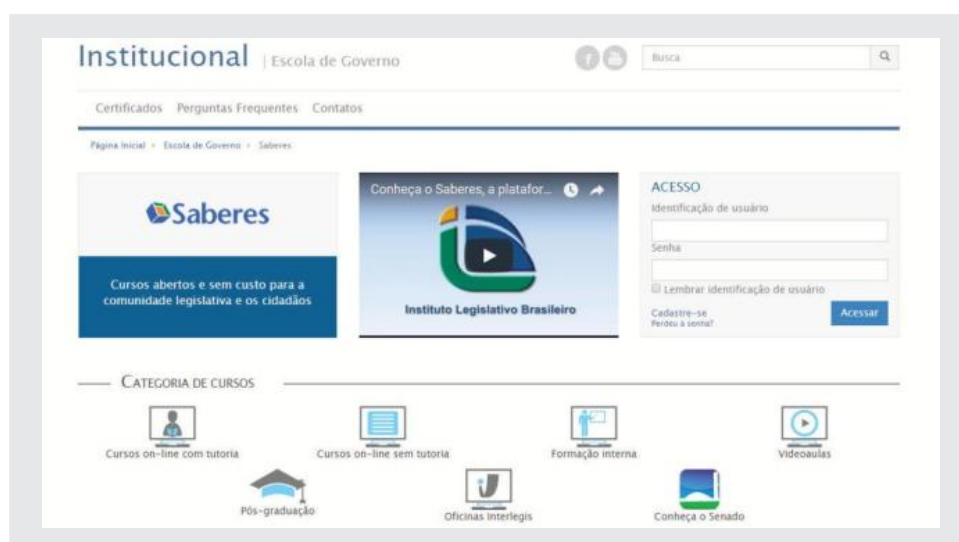 Institucional | Escola de Governo
Busca
Certificados Perguntas Frequentes Contatos
Página Inicial Escola de Governo Saberes
Saberes
Cursos abertos e sem custo para a
comunidade legislativa e os cidadãos
Conheça o Saberes, a platafor...
Instituto Legislativo Brasileiro
ACESSO
Identificação de usuário
Senha
Lembrar identificação de usuário
Cadastre-se
Perdeu a senha?
Acessar
CATEGORIA DE CURSOS
Cursos on-line com tutoria
Cursos on-line sem tutoria
Formação interna
Videoaulas
Pós-graduação
Oficinas Interlegis
Conheça o Senado